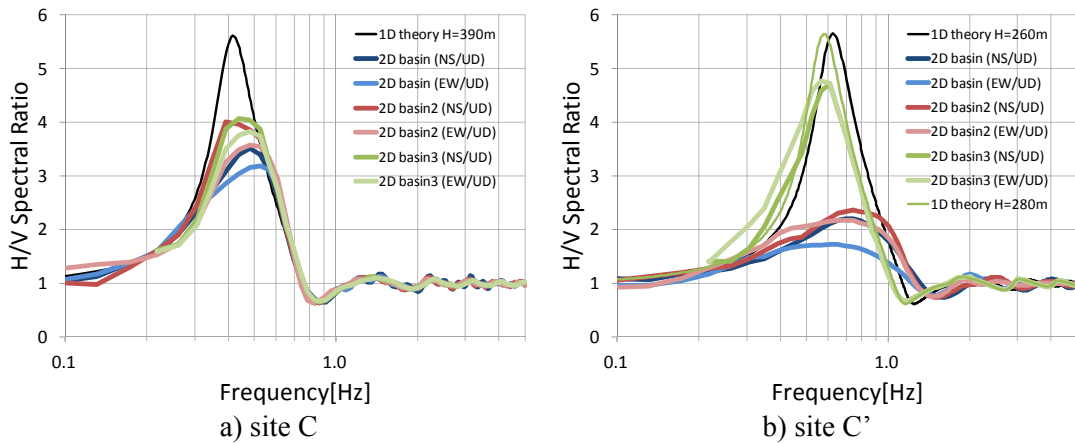 H/V Spectral Ratio
6
5
4
3
2
1
0
0.1
1.0
Frequency[Hz]
1D theory H=390m
2D basin (NS/UD)
2D basin (EW/UD)
2D basin2 (NS/UD)
2D basin2 (EW/UD)
2D basin3 (NS/UD)
2D basin3 (EW/UD)
a) site C
H/V Spectral Ratio
6
5
4
3
2
1
0
0.1
1.0
Frequency[Hz]
1D theory H=260m
2D basin (NS/UD)
2D basin (EW/UD)
2D basin2 (NS/UD)
2D basin2 (EW/UD)
2D basin3 (NS/UD)
2D basin3 (EW/UD)
1D theory H=280m
b) site C’